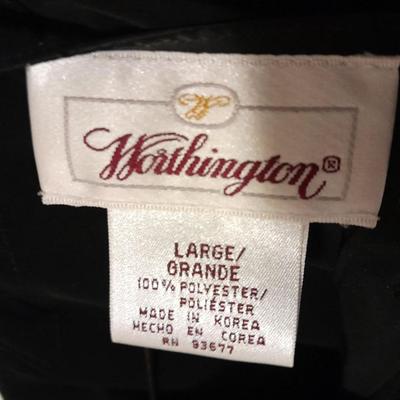 W
Worthington®
LARGE/
GRANDE
100% POLYESTER/
POLIÉSTER
MADE IN KOREA
HECHO EN COREA
RN 93677